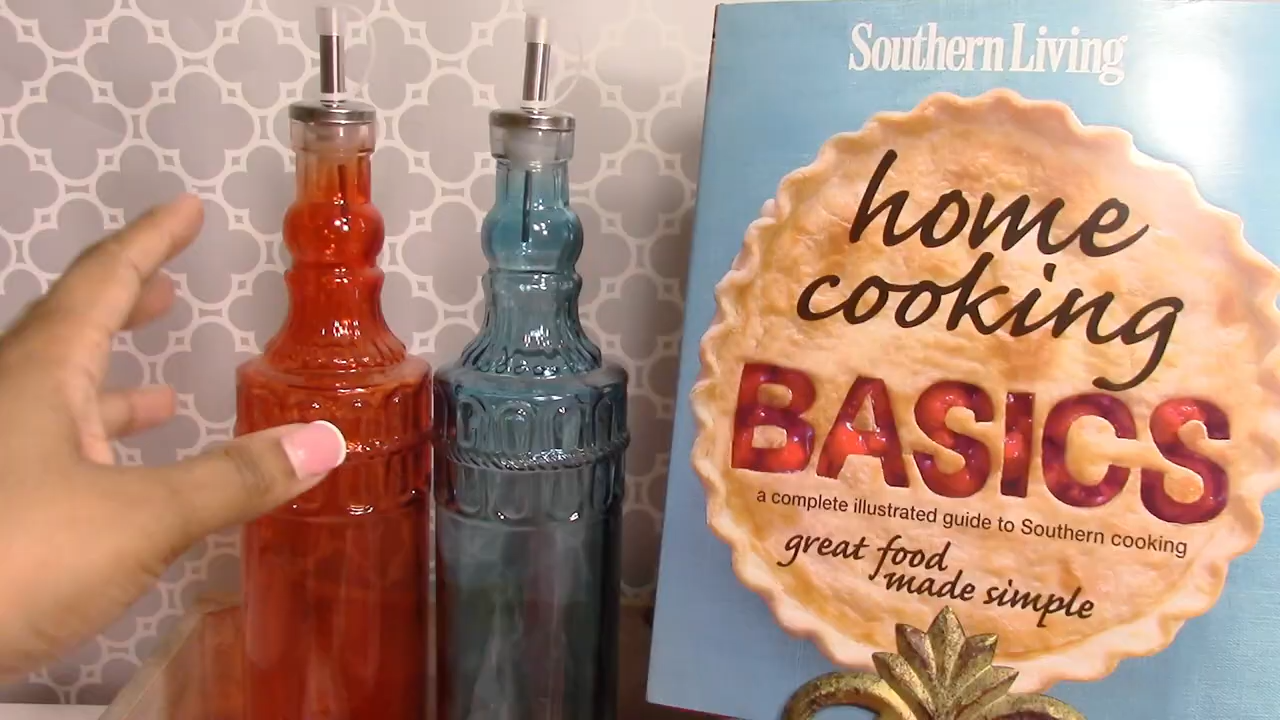 Southern Living
home
cooking
BASICS
a complete illustrated guide to Southern cooking
great food
made simple